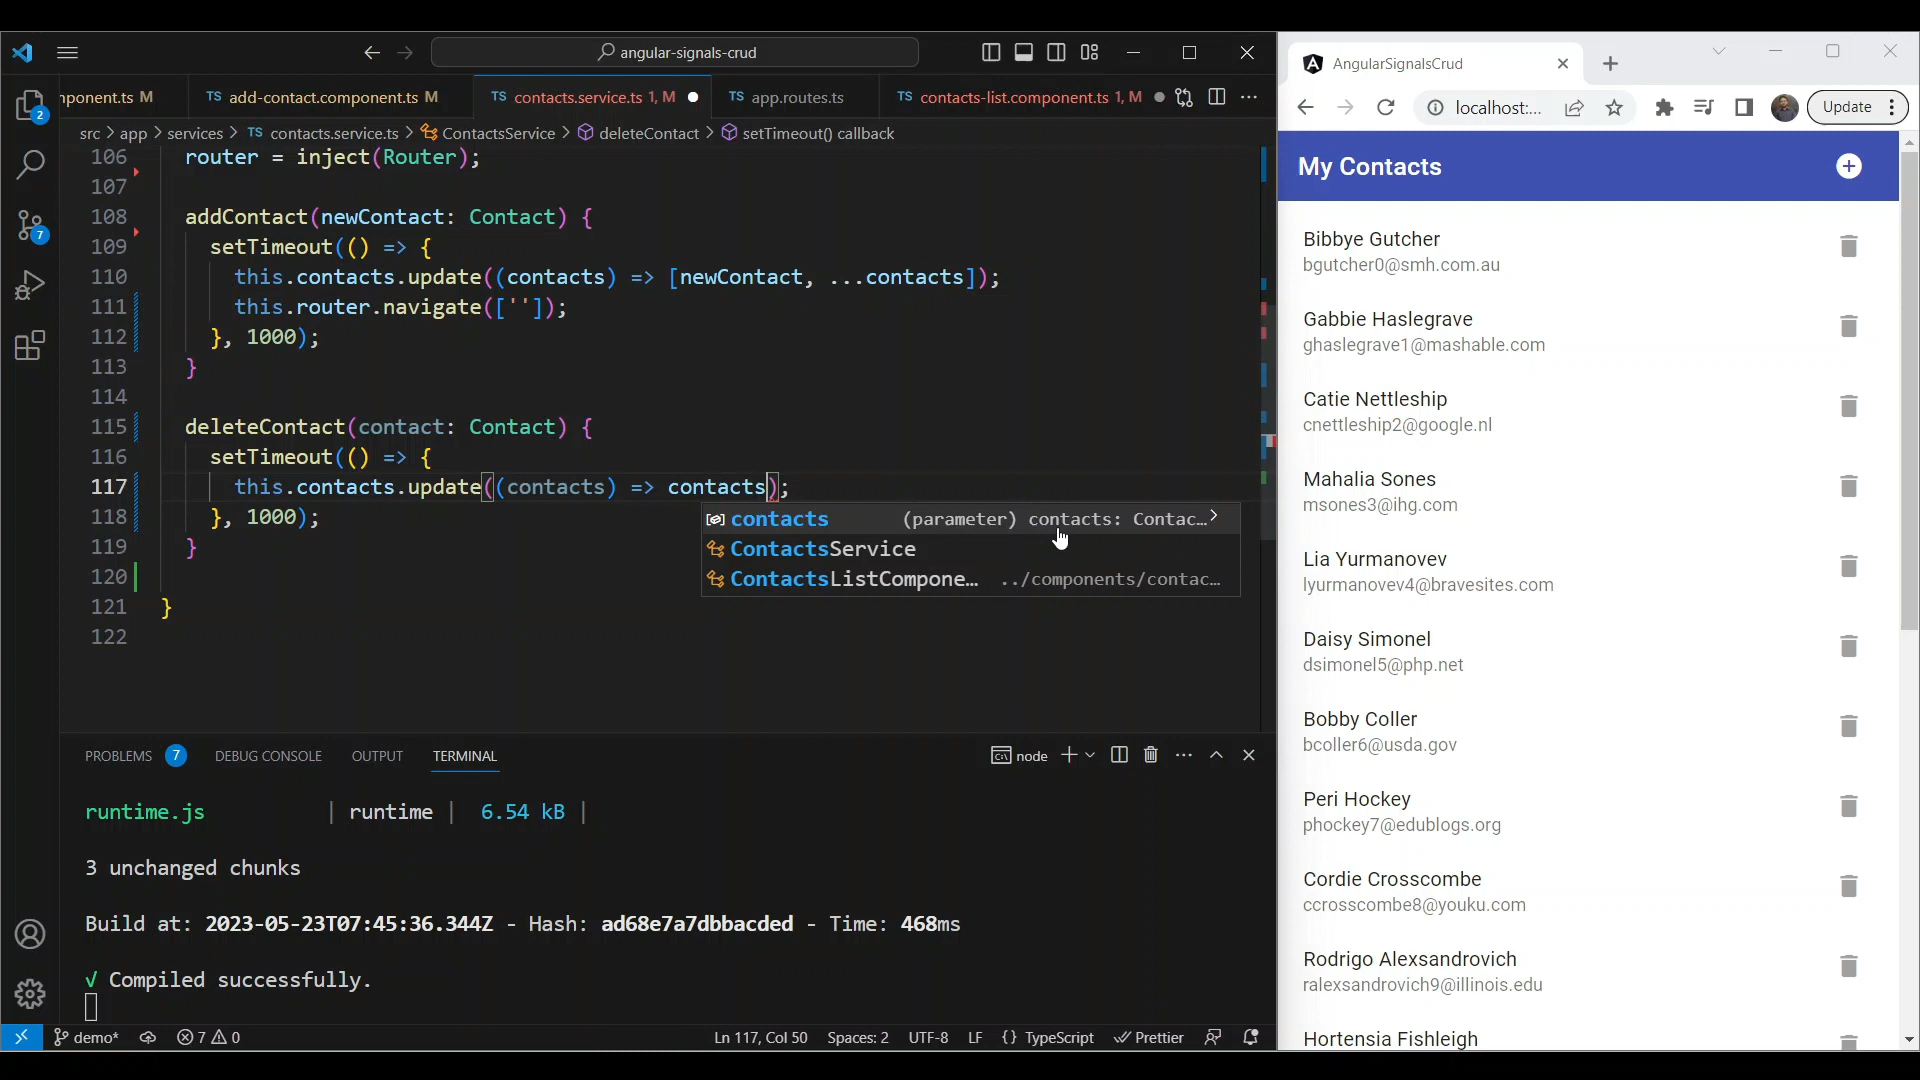 angular-signals-crud
ponent.ts M
TS add-contact.component.ts M
TS contacts.service.ts 1, M
TS app.routes.ts
TS contacts-list.component.ts 1, M
src > app > services > TS contacts.service.ts > ContactsService > deleteContact > setTimeout() callback
106 router = inject(Router);
107
108 addContact(newContact: Contact) {
109 setTimeout(() => {
110 this.contacts.update((contacts) => [newContact, ...contacts]);
111 this.router.navigate(['']);
112 }, 1000);
113 }
114
115 deleteContact(contact: Contact) {
116 setTimeout(() => {
117 this.contacts.update((contacts) => contacts);
118 }, 1000);
119 }
120
121 }
122
contacts (parameter) contacts: Contac…
ContactsService
ContactsListCompone… ../components/contac…
2
7
PROBLEMS 7 DEBUG CONSOLE OUTPUT TERMINAL
node
runtime.js | runtime | 6.54 kB |
3 unchanged chunks
Build at: 2023-05-23T07:45:36.344Z - Hash: ad68e7a7dbbacded - Time: 468ms
√ Compiled successfully.
demo* 7 0 Ln 117, Col 50 Spaces: 2 UTF-8 LF {} TypeScript Prettier
AngularSignalsCrud
localhost:...
Update
My Contacts
Bibbye Gutcher
bgutcher0@smh.com.au
Gabbie Haslegrave
ghaslegrave1@mashable.com
Catie Nettleship
cnettleship2@google.nl
Mahalia Sones
msones3@ihg.com
Lia Yurmanovev
lyurmanovev4@bravesites.com
Daisy Simonel
dsimonel5@php.net
Bobby Coller
bcoller6@usda.gov
Peri Hockey
phockey7@edublogs.org
Cordie Crosscombe
ccrosscombe8@youku.com
Rodrigo Alexsandrovich
ralexsandrovich9@illinois.edu
Hortensia Fishleigh